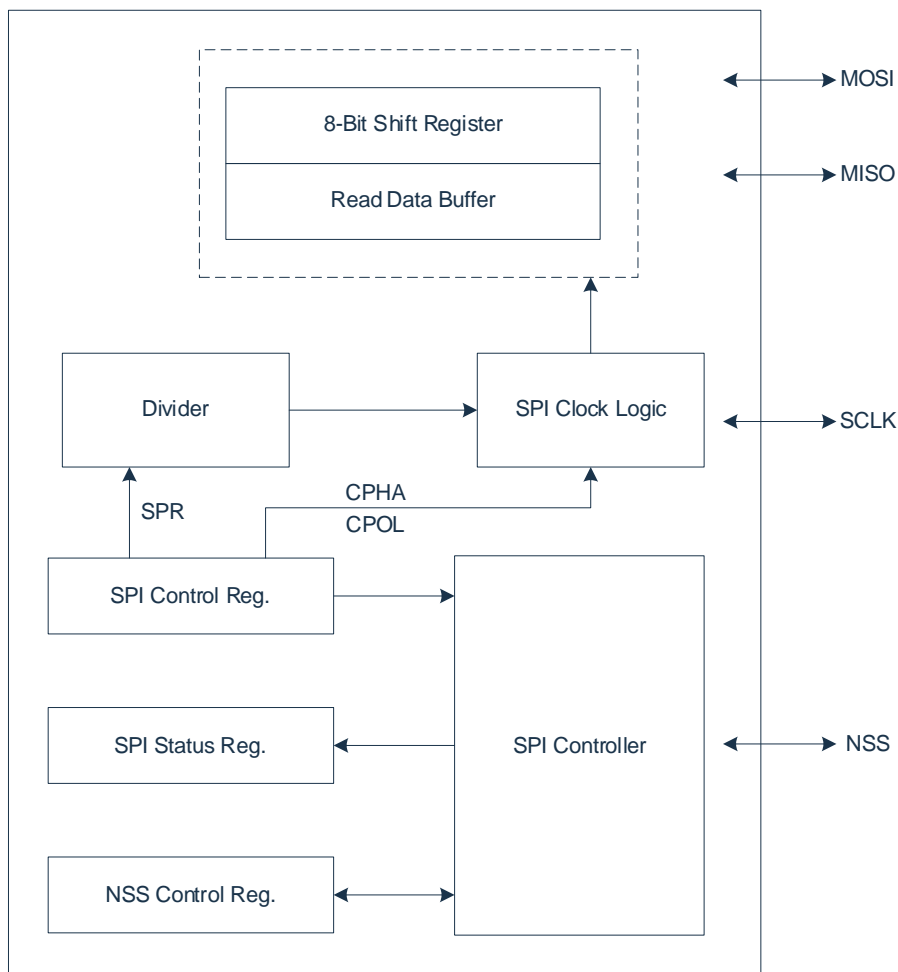 8-Bit Shift Register
MOSI
Read Data Buffer
MISO
Divider
SPI Clock Logic
SCLK
SPR
CPHA
CPOL
SPI Control Reg.
SPI Status Reg.
SPI Controller
NSS
NSS Control Reg.